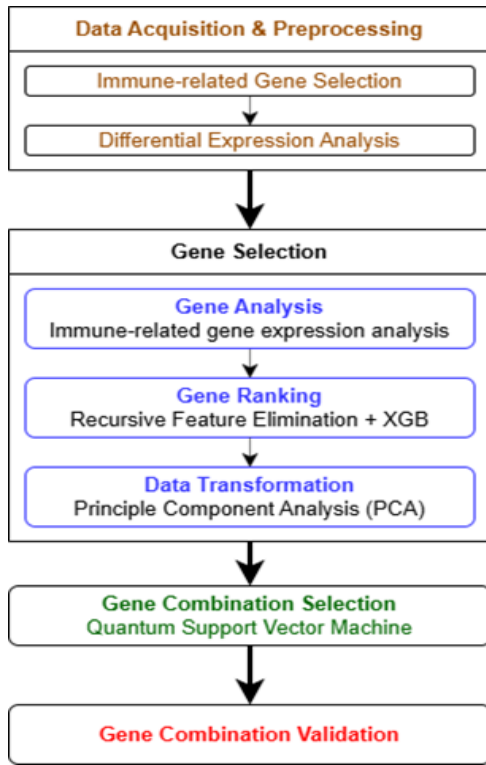 Data Acquisition & Preprocessing
Immune-related Gene Selection
Differential Expression Analysis
Gene Selection
Gene Analysis
Immune-related gene expression analysis
Gene Ranking
Recursive Feature Elimination + XGB
Data Transformation
Principle Component Analysis (PCA)
Gene Combination Selection
Quantum Support Vector Machine
Gene Combination Validation